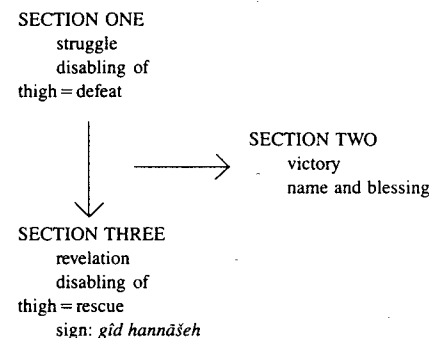 SECTION ONE
struggle
disabling of
thigh = defeat
SECTION TWO
victory
name and blessing
SECTION THREE
revelation
disabling of
thigh = rescue
sign: gîd hannāšeh